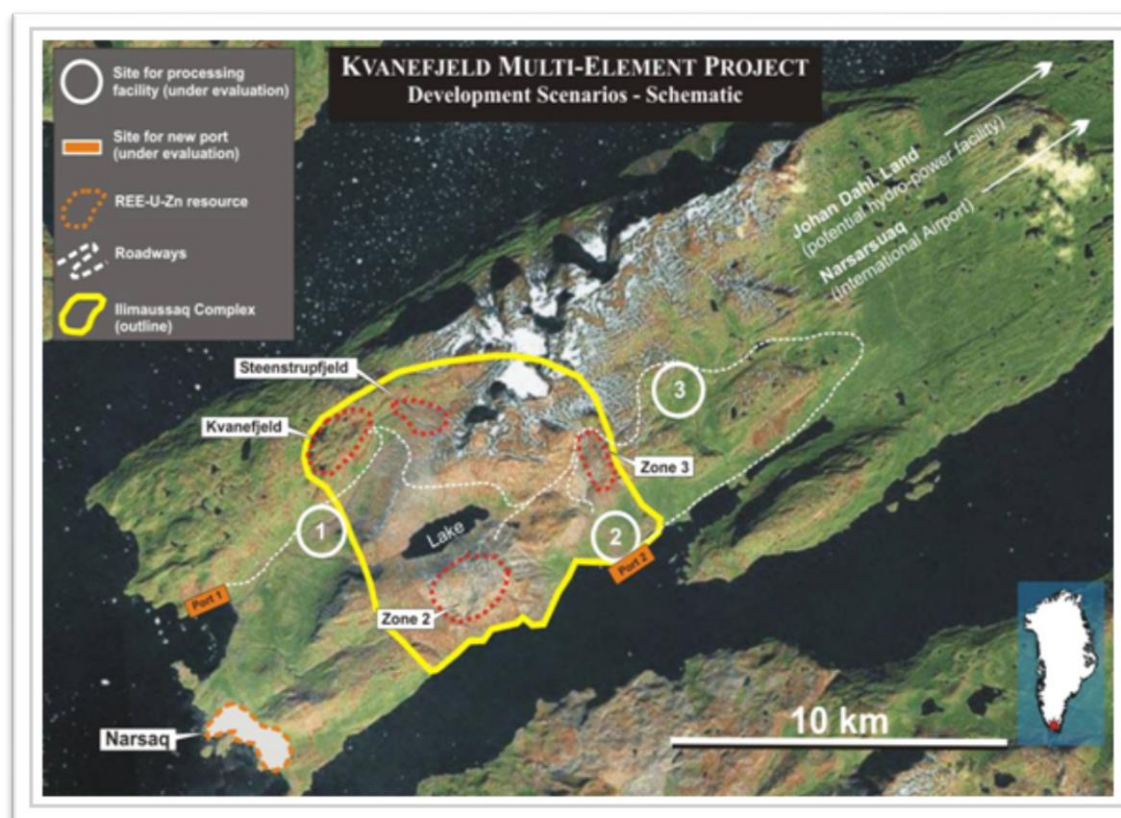 KVANEFJELD MULTI-ELEMENT PROJECT
Development Scenarios - Schematic
Site for processing
facility (under evaluation)
Site for new port
(under evaluation)
REE-U-Zn resource
Roadways
Ilimaussaq Complex
(outline)
Johan Dahl. Land
(potential hydro-power facility)
Narsarsuaq
(International Airport)
Steenstrupfjeld
Kvanefjeld
3
Zone 3
1
Lake
2
Port 2
Port 1
Zone 2
Narsaq
10 km